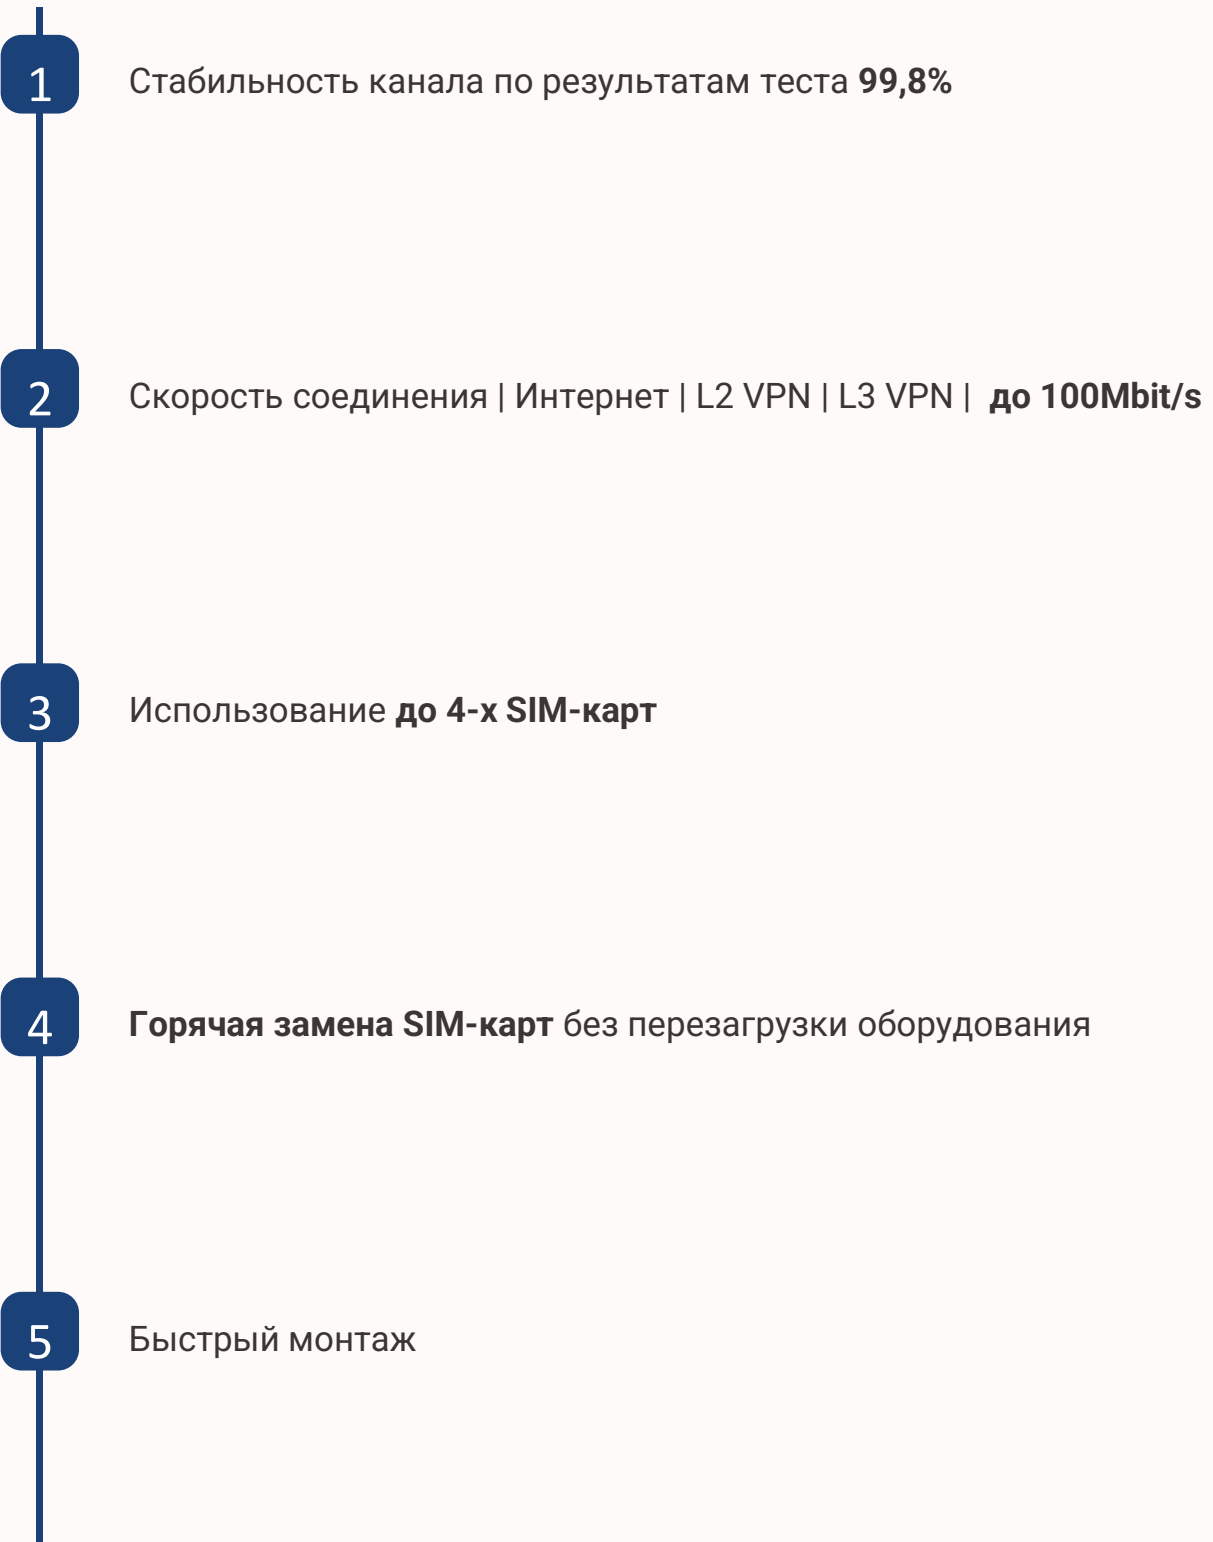 1
Стабильность канала по результатам теста 99,8%
2
Скорость соединения | Интернет | L2 VPN | L3 VPN | до 100Mbit/s
3
Использование до 4-х SIM-карт
4
Горячая замена SIM-карт без перезагрузки оборудования
5
Быстрый монтаж